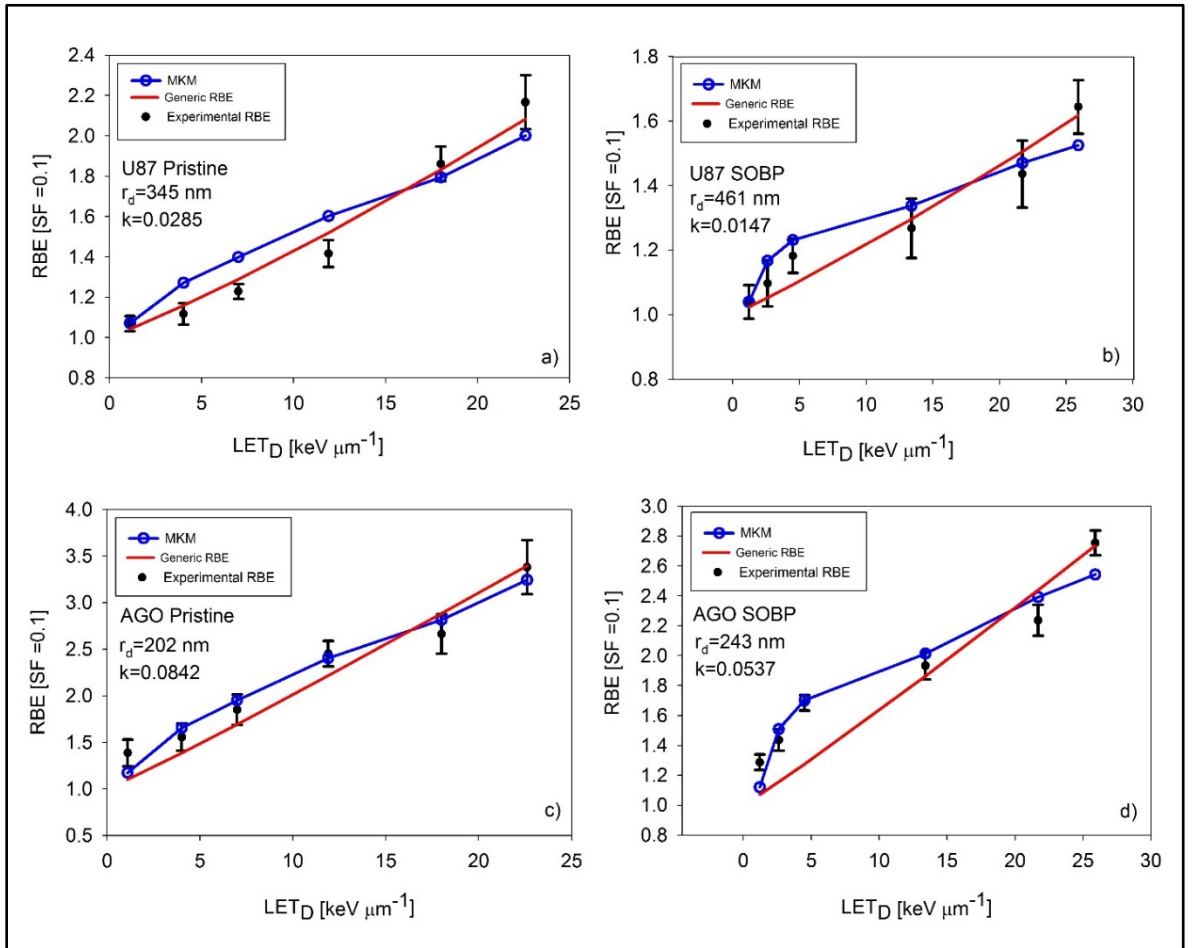 2.4
2.2
2.0
1.8
1.6
1.4
1.2
1.0
0.8
RBE [SF =0.1]
MKM
Generic RBE
Experimental RBE
U87 Pristine
r_d=345 nm
k=0.0285
a)
0 5 10 15 20 25
LET_D [keV µm⁻¹]
1.8
1.6
1.4
1.2
1.0
0.8
RBE [SF =0.1]
MKM
Generic RBE
Experimental RBE
U87 SOBP
r_d=461 nm
k=0.0147
b)
0 5 10 15 20 25 30
LET_D [keV µm⁻¹]
4.0
3.5
3.0
2.5
2.0
1.5
1.0
0.5
RBE [SF =0.1]
MKM
Generic RBE
Experimental RBE
AGO Pristine
r_d=202 nm
k=0.0842
c)
0 5 10 15 20 25
LET_D [keV µm⁻¹]
3.0
2.8
2.6
2.4
2.2
2.0
1.8
1.6
1.4
1.2
1.0
0.8
RBE [SF =0.1]
MKM
Generic RBE
Experimental RBE
AGO SOBP
r_d=243 nm
k=0.0537
d)
0 5 10 15 20 25 30
LET_D [keV µm⁻¹]